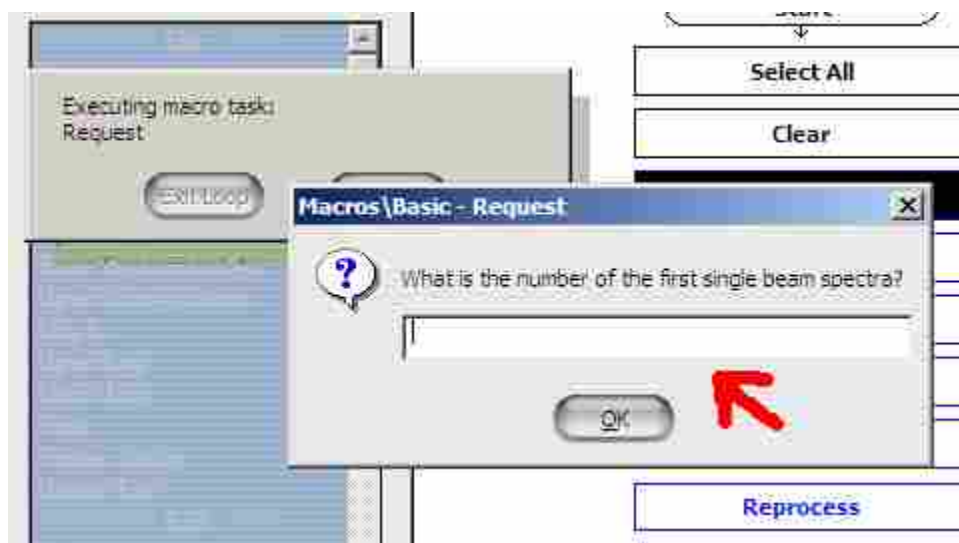 Start
Select All
Clear
Executing macro task:
Request
Exit Loop
Macros\Basic - Request
What is the number of the first single beam spectra?
OK
Reprocess